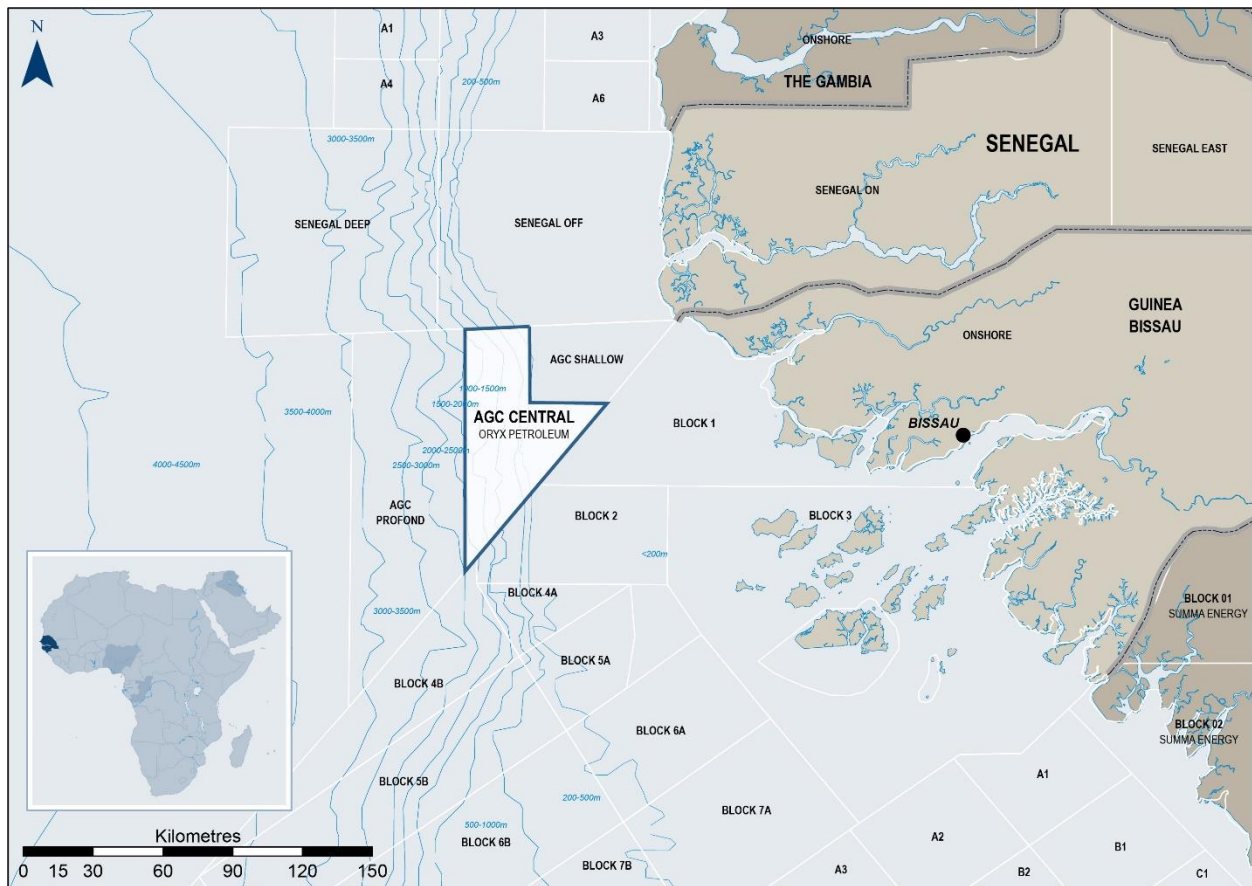 N
A1
A3
ONSHORE
200-500m
THE GAMBIA
A4
A6
3000-3500m
SENEGAL
SENEGAL EAST
SENEGAL ON
SENEGAL DEEP
SENEGAL OFF
GUINEA
BISSAU
ONSHORE
AGC SHALLOW
1000-1500m
1500-2000m
3500-4000m
AGC CENTRAL
ORYX PETROLEUM
BLOCK 1
BISSAU
2000-2500m
4000-4500m
2500-3000m
AGC
PROFOND
BLOCK 2
BLOCK 3
<200m
BLOCK 4A
3000-3500m
BLOCK 01
SUMMA ENERGY
BLOCK 5A
BLOCK 4B
BLOCK 02
SUMMA ENERGY
BLOCK 6A
A1
BLOCK 5B
200-500m
BLOCK 7A
500-1000m
A2
B1
Kilometres
BLOCK 6B
0 15 30 60 90 120 150
BLOCK 7B
A3
B2
C1